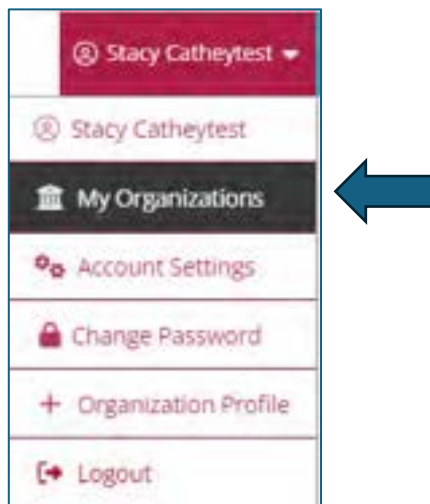 Stacy Catheytest
Stacy Catheytest
My Organizations
Account Settings
Change Password
Organization Profile
Logout